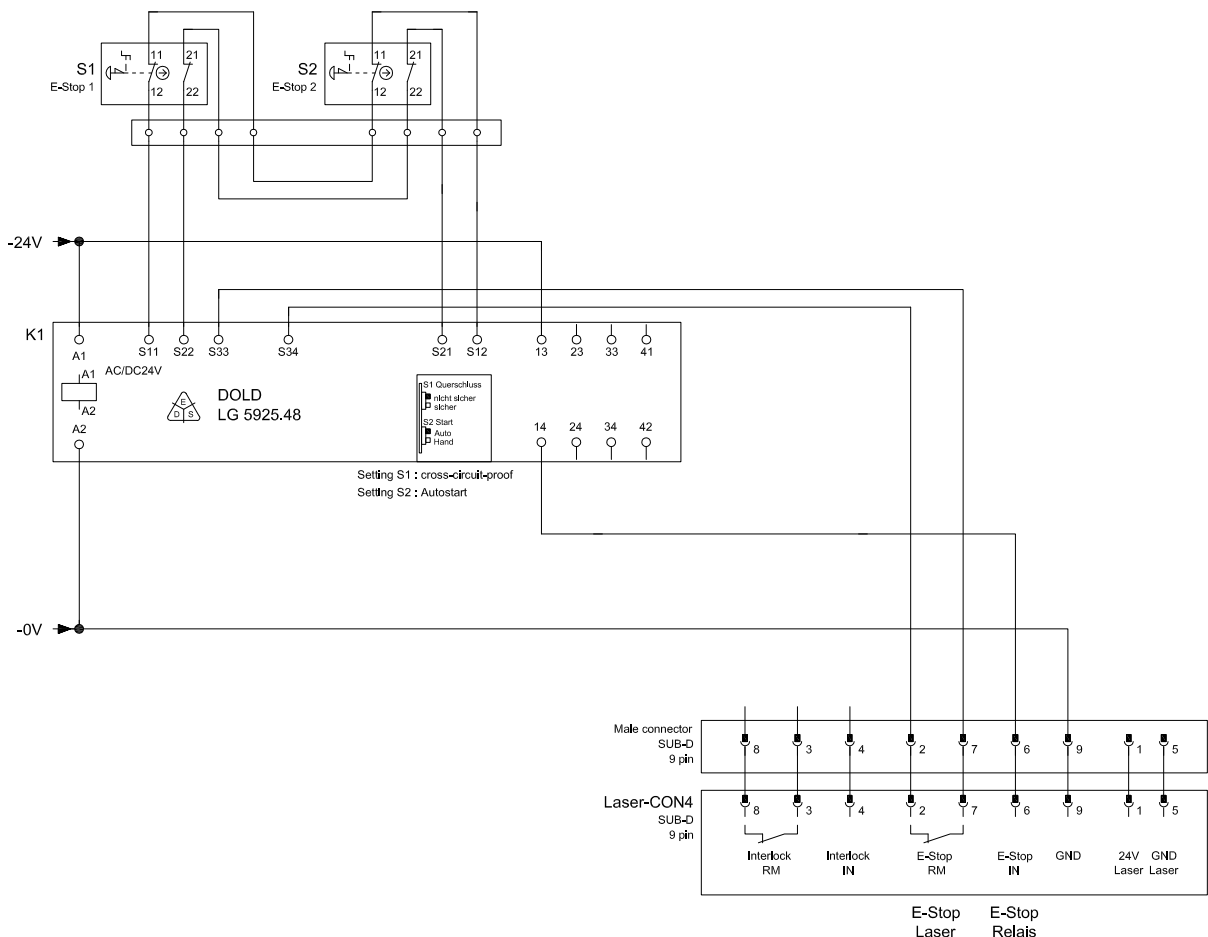 11 21
S1
E-Stop 1
12 22
11 21
S2
E-Stop 2
12 22
-24V
K1
A1 S11 S22 S33 S34 S21 S12 13 23 33 41
A1 AC/DC24V
A2
A2
E
D S
DOLD
LG 5925.48
S1 Querschluss
nicht sicher
sicher
S2 Start
Auto
Hand
14 24 34 42
Setting S1 : cross-circuit-proof
Setting S2 : Autostart
-0V
Male connector
SUB-D
9 pin
8 3 4 2 7 6 9 1 5
Laser-CON4
SUB-D
9 pin
8 3 4 2 7 6 9 1 5
Interlock
RM
Interlock
IN
E-Stop
RM
E-Stop
IN
GND
24V
Laser
GND
Laser
E-Stop
Laser
E-Stop
Relais